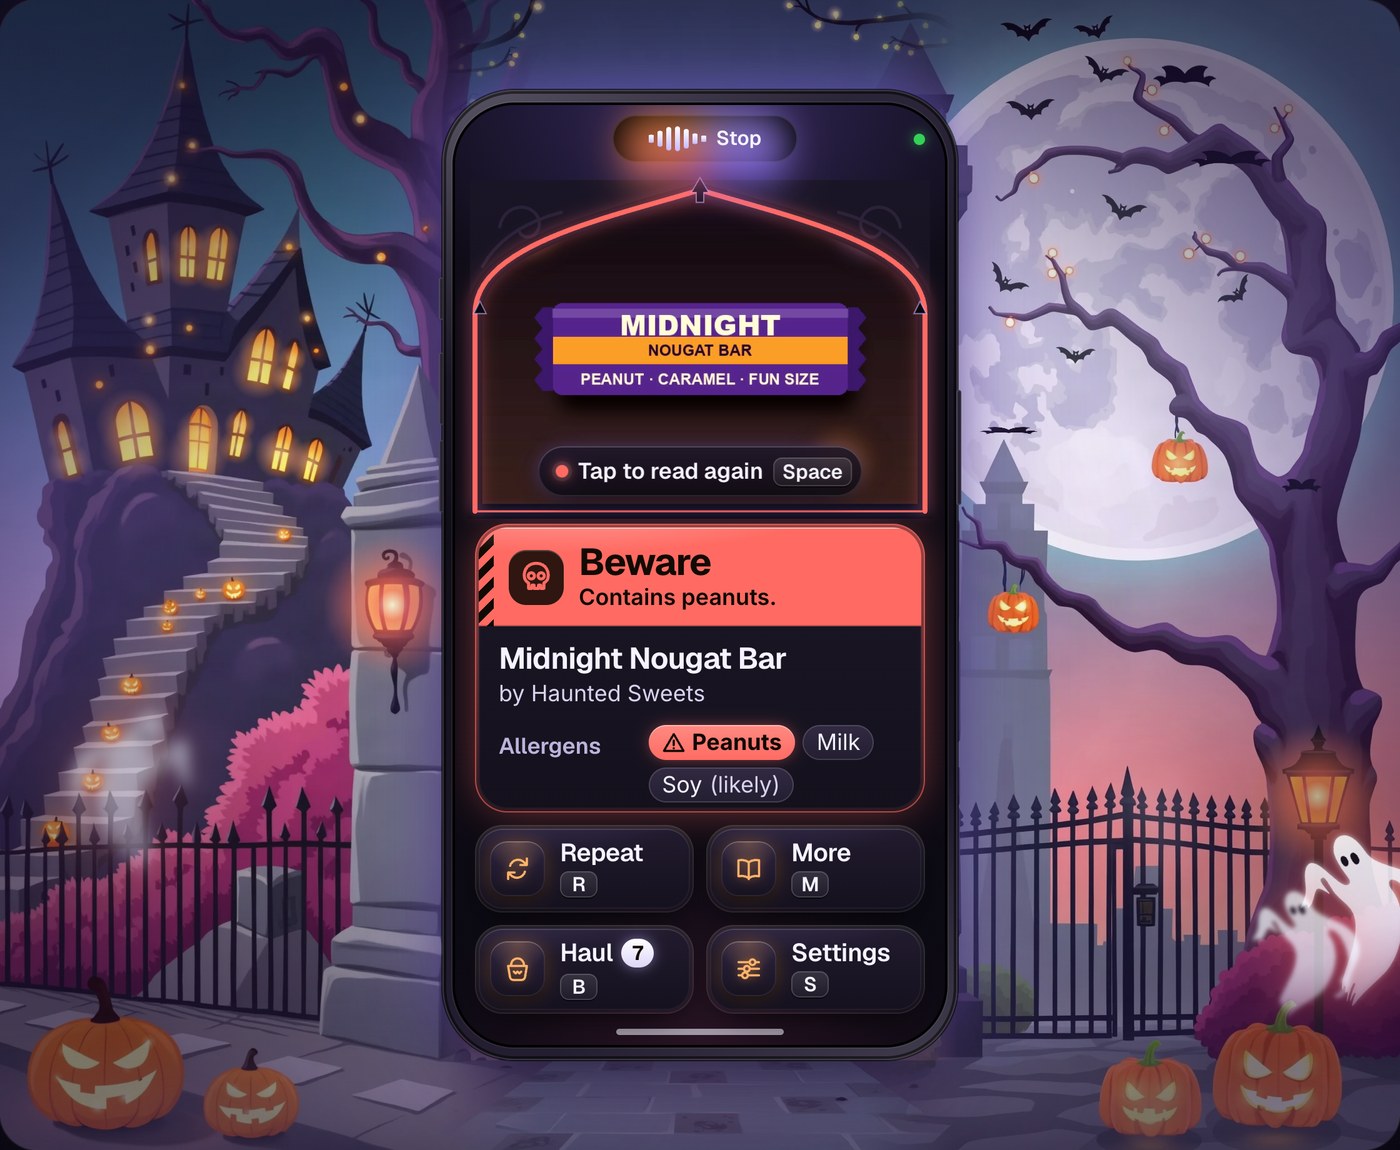 Stop
MIDNIGHT
NOUGAT BAR
PEANUT · CARAMEL · FUN SIZE
Tap to read again Space
Beware
Contains peanuts.
Midnight Nougat Bar
by Haunted Sweets
Allergens Peanuts Milk
Soy (likely)
Repeat
R
More
M
Haul 7
B
Settings
S